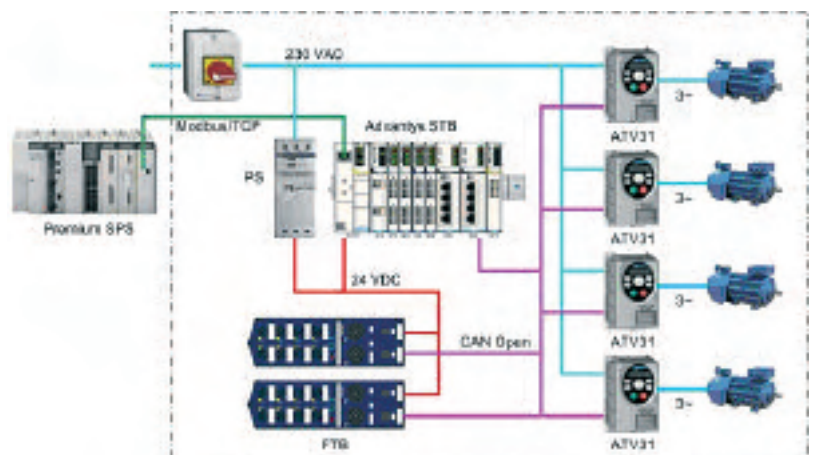 230 VAC
Modbus/TCP
Advantys STB
PS
Premium SPS
24 VDC
CAN Open
FTB
3~
ATV31
3~
ATV31
3~
ATV31
3~
ATV31